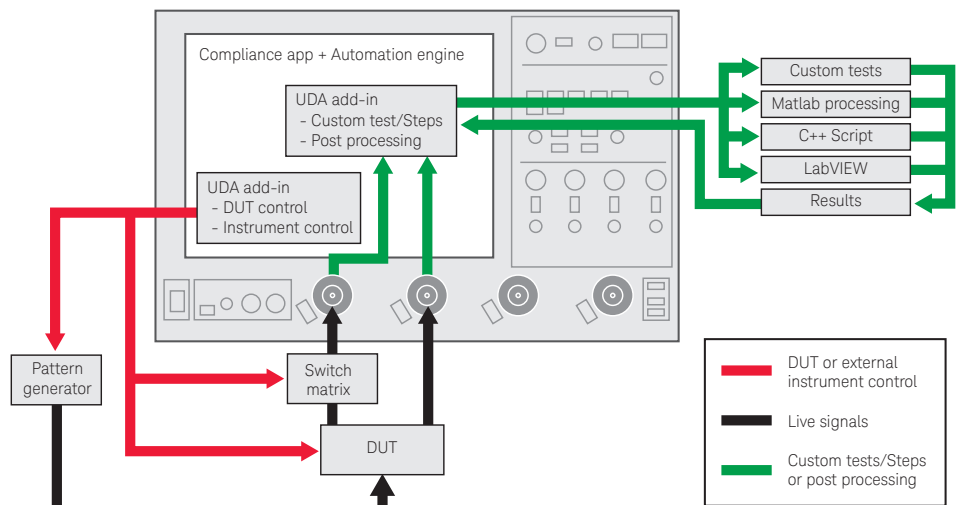 Compliance app + Automation engine
UDA add-in
- Custom test/Steps
- Post processing
UDA add-in
- DUT control
- Instrument control
Custom tests
Matlab processing
C++ Script
LabVIEW
Results
Pattern
generator
Switch
matrix
DUT
DUT or external
instrument control
Live signals
Custom tests/Steps
or post processing